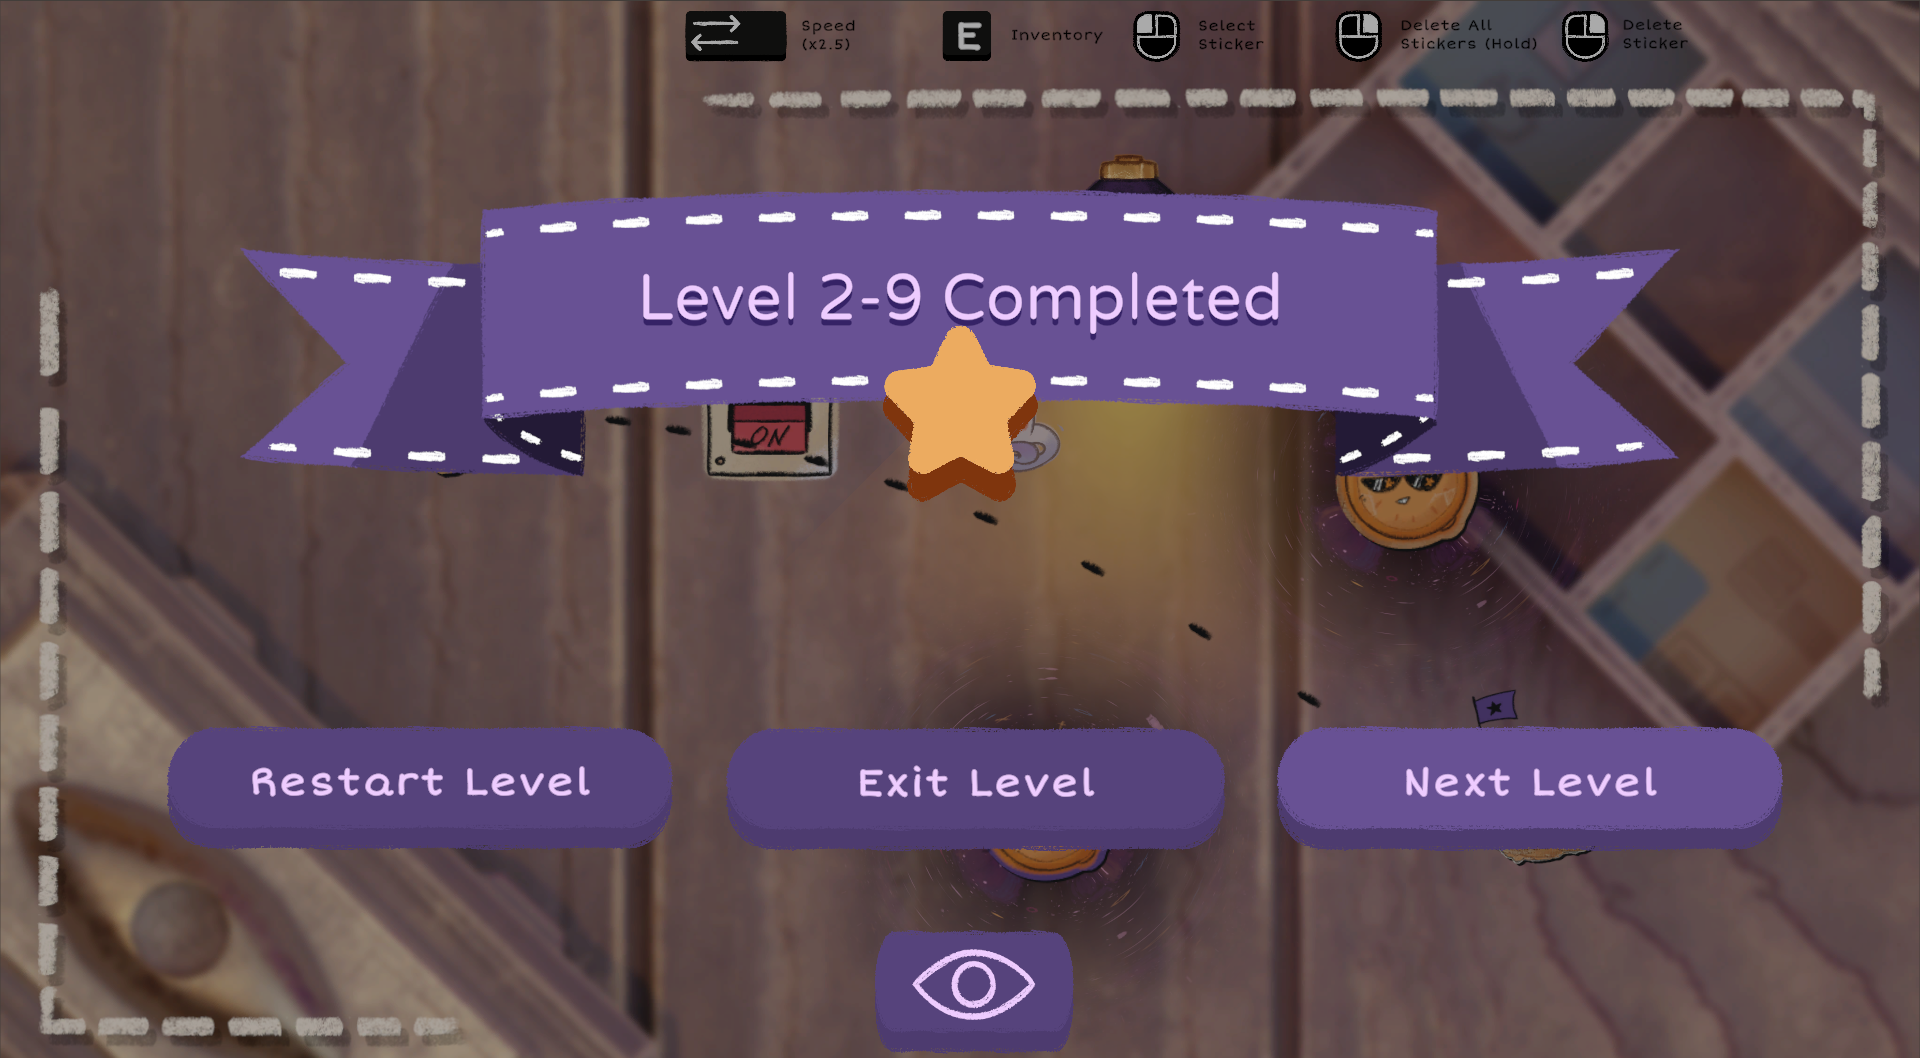 Speed
(x2.5)
E
Inventory
Select
Sticker
Delete All
Stickers (Hold)
Delete
Sticker
Level 2-9 Completed
ON
Restart Level
Exit Level
Next Level